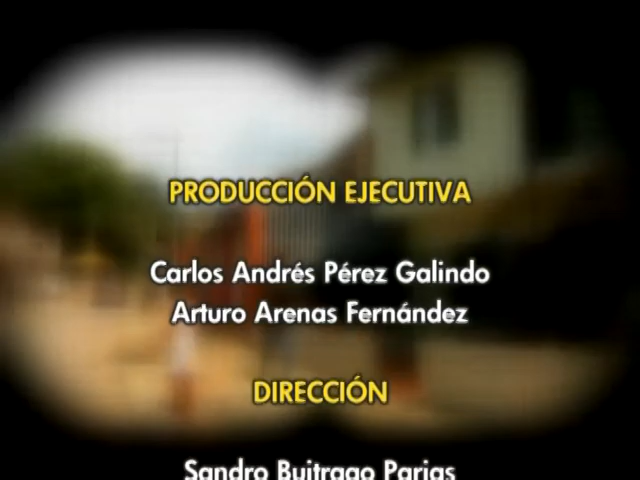 PRODUCCIÓN EJECUTIVA
Carlos Andrés Pérez Galindo
Arturo Arenas Fernández
DIRECCIÓN
Sandro Buitrago Parias